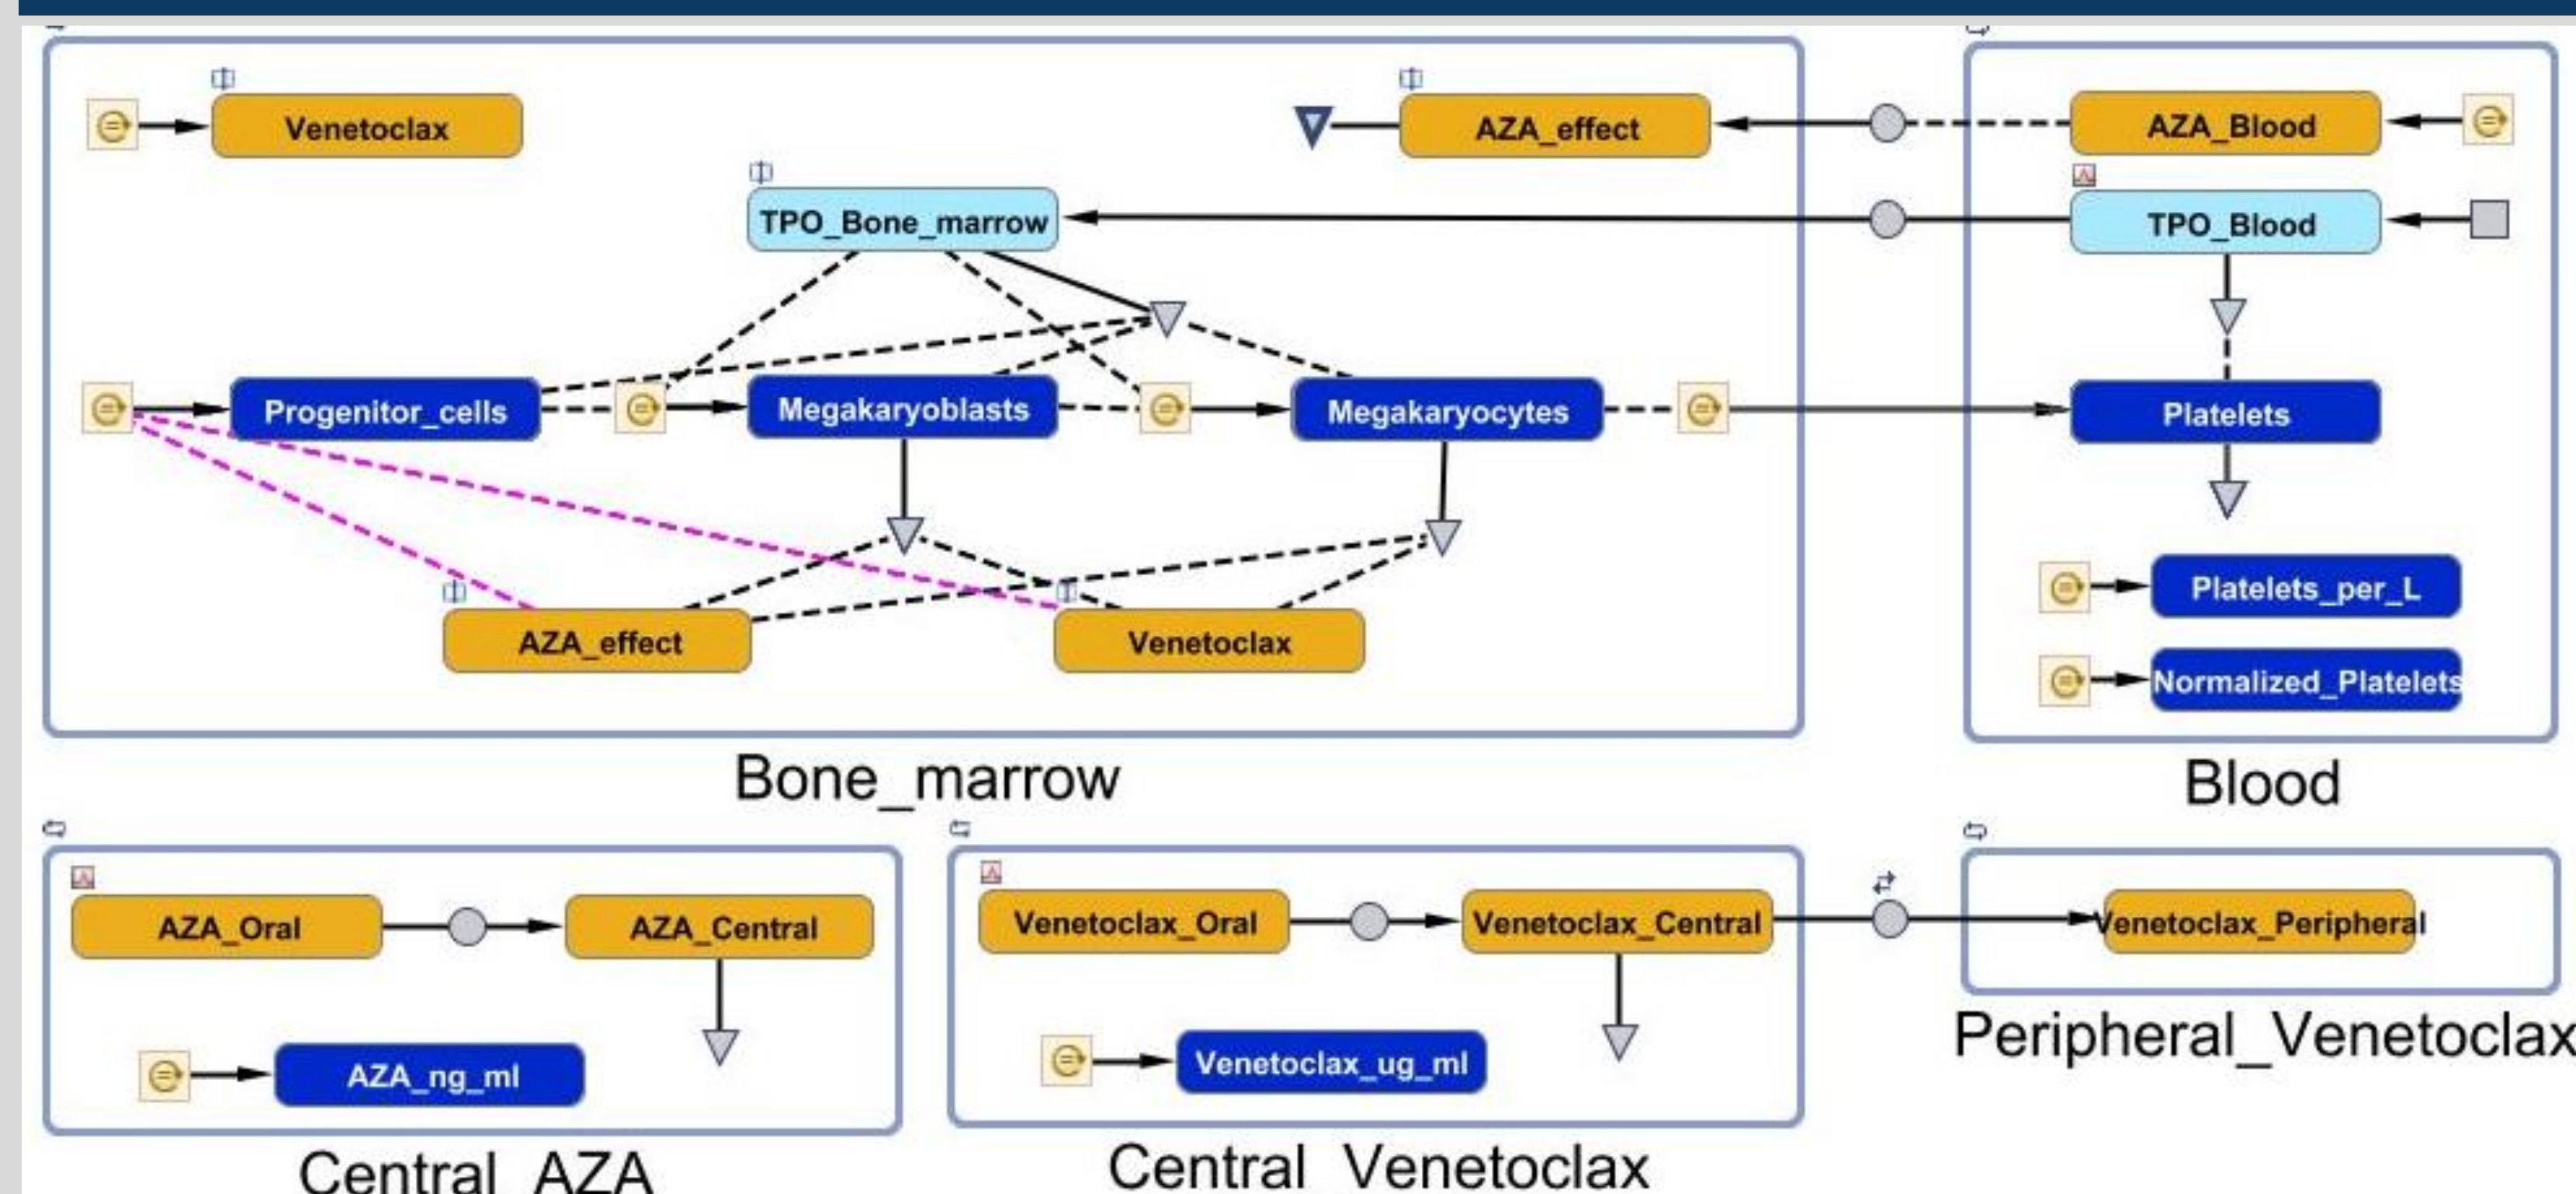 Venetoclax
AZA_effect
AZA_Blood
TPO_Bone_marrow
TPO_Blood
Progenitor_cells
Megakaryoblasts
Megakaryocytes
Platelets
Platelets_per_L
AZA_effect
Venetoclax
Normalized_Platelets
Bone_marrow
Blood
AZA_Oral
AZA_Central
Venetoclax_Oral
Venetoclax_Central
Venetoclax_Peripheral
AZA_ng_ml
Venetoclax_ug_ml
Peripheral_Venetoclax
Central_AZA
Central_Venetoclax